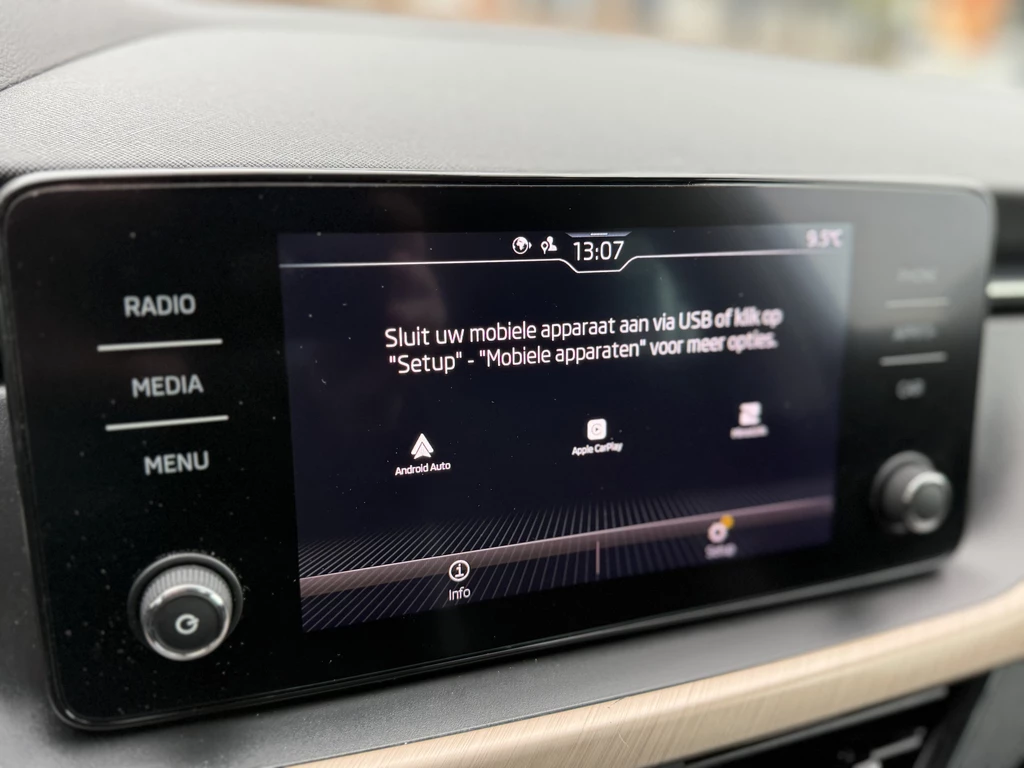 RADIO
MEDIA
MENU
13:07
9.5°C
Sluit uw mobiele apparaat aan via USB of klik op
"Setup" - "Mobiele apparaten" voor meer opties.
Android Auto
Apple CarPlay
Info
Setup
CAR